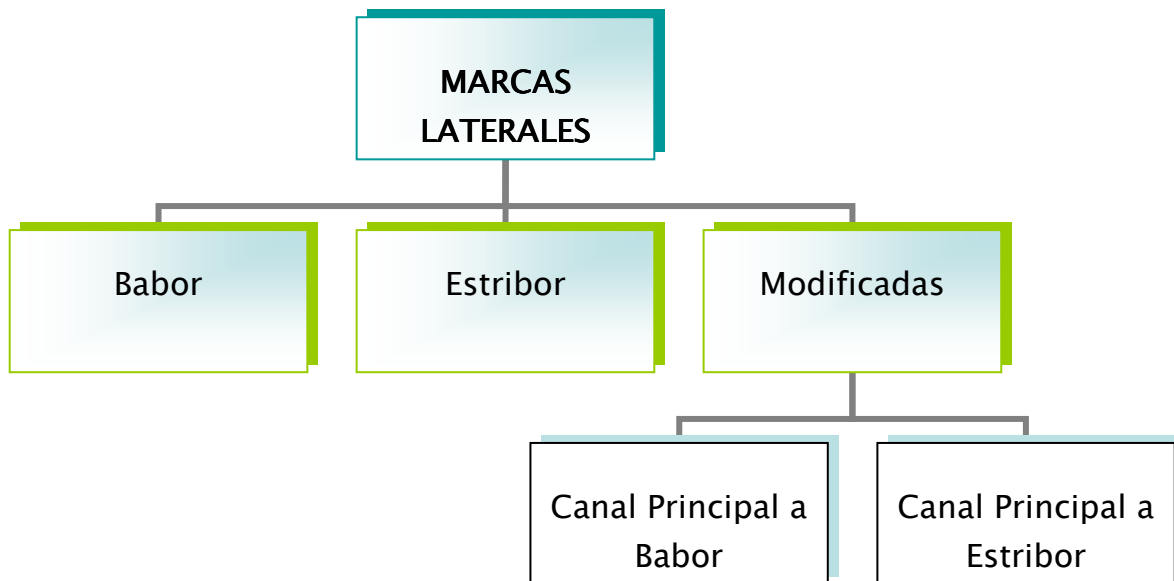 MARCAS
LATERALES
Babor
Estribor
Modificadas
Canal Principal a
Babor
Canal Principal a
Estribor